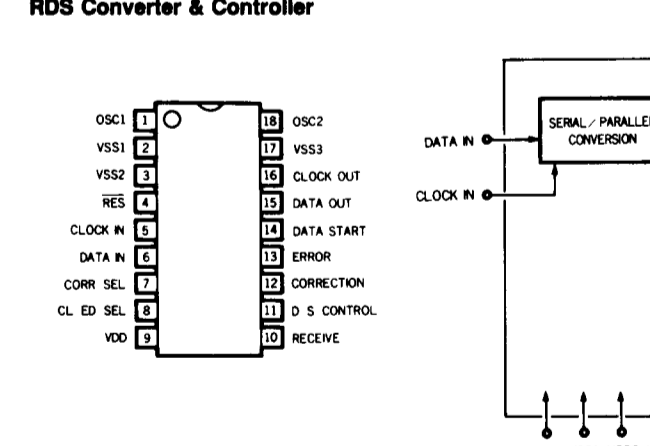 RDS Converter & Controller
OSC1 1
VSS1 2
VSS2 3
RES 4
CLOCK IN 5
DATA IN 6
CORR SEL 7
CL ED SEL 8
VDD 9
18 OSC2
17 VSS3
16 CLOCK OUT
15 DATA OUT
14 DATA START
13 ERROR
12 CORRECTION
11 D S CONTROL
10 RECEIVE
DATA IN
CLOCK IN
SERIAL / PARALLEL
CONVERSION